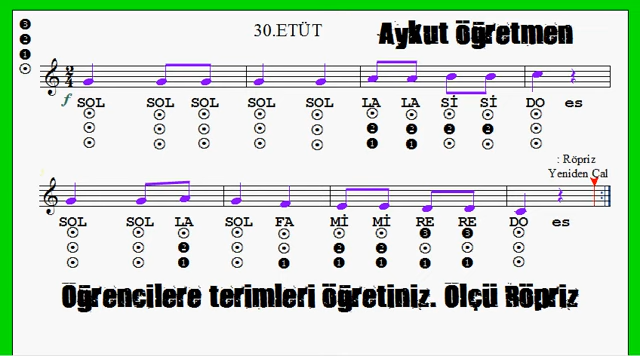 30.ETÜT
Aykut öğretmen
f SOL SOL SOL SOL SOL LA LA Sİ Sİ DO es
: Röpriz
Yeniden Çal
SOL SOL LA SOL FA Mİ Mİ RE RE DO es
Öğrencilere terimleri öğretiniz. Ölçü Röpriz